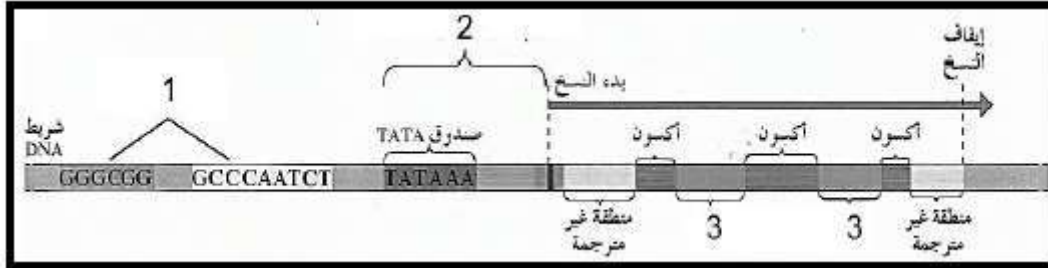 2
إيقاف
النسخ
1
بدء النسخ
شريط
DNA
صندوق TATA
أكسون
أكسون
أكسون
GGGCGG
GCCCAATCT
TATAAA
منطقة غير
مترجمة
3
3
منطقة غير
مترجمة